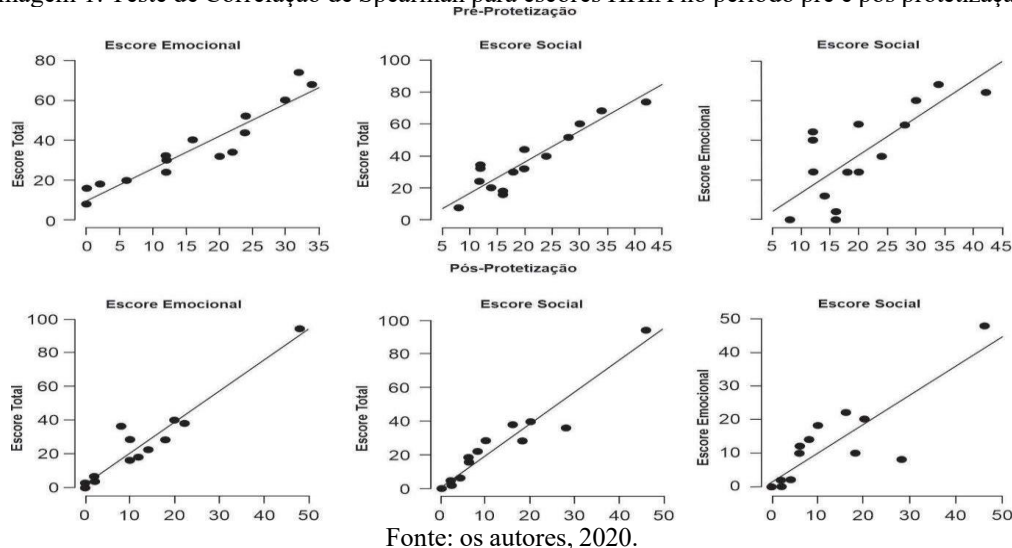 magem 1. Teste de Correlação de Spearman para escores HHIA no período pré e pós protetizaçã
Pré-Protetização
Escore Emocional
Escore Total
80
60
40
20
0
0 5 10 15 20 25 30 35
Escore Social
Escore Total
100
80
60
40
20
0
5 10 15 20 25 30 35 40 45
Escore Social
Escore Emocional
5 10 15 20 25 30 35 40 45
Pós-Protetização
Escore Emocional
Escore Total
100
80
60
40
20
0
0 10 20 30 40 50
Escore Social
Escore Total
100
80
60
40
20
0
0 10 20 30 40 50
Escore Social
Escore Emocional
50
40
30
20
10
0
0 10 20 30 40 50
Fonte: os autores, 2020.